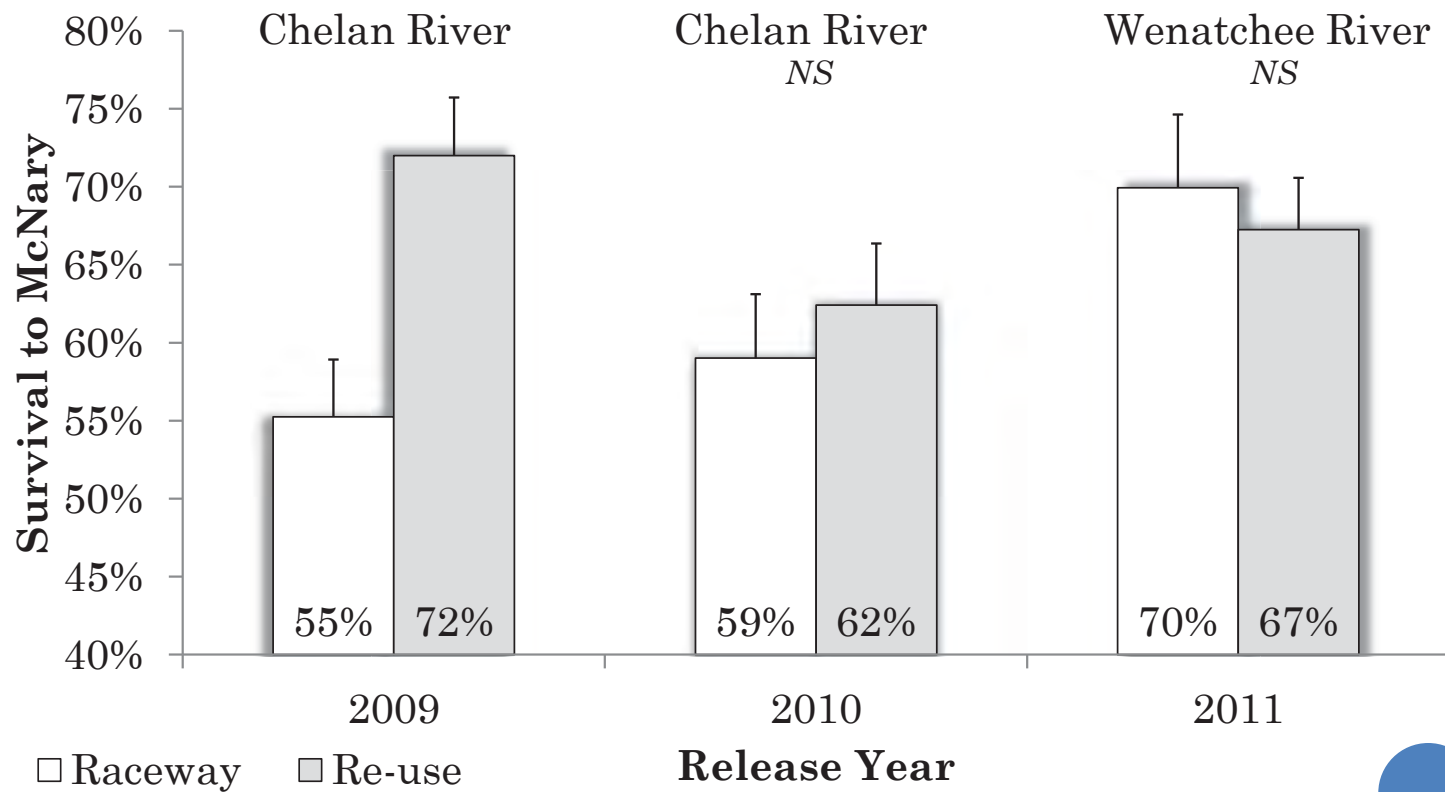 Chelan River
Chelan River
NS
Wenatchee River
NS
Survival to McNary
80%
75%
70%
65%
60%
55%
50%
45%
40%
55%
72%
59%
62%
70%
67%
2009
2010
2011
Release Year
Raceway
Re-use